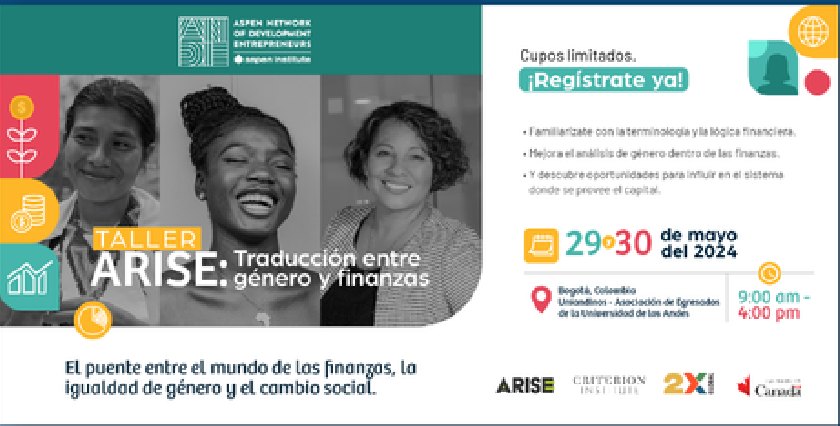 ASPEN NETWORK
OF DEVELOPMENT
ENTREPRENEURS
aspen institute
Cupos limitados.
¡Regístrate ya!
• Familiarízate con la terminología y la lógica financiera.
• Mejora el análisis de género dentro de las finanzas.
• Y descubre oportunidades para influir en el sistema
donde se provee el capital.
TALLER
ARISE: Traducción entre
género y finanzas
29 y 30 de mayo
del 2024
Bogotá, Colombia
Uniandinos - Asociación de Egresados
de la Universidad de los Andes
9:00 am -
4:00 pm
El puente entre el mundo de las finanzas, la
igualdad de género y el cambio social.
ARISE
CRITERION
INSTITUTE
2X GLOBAL
Canada